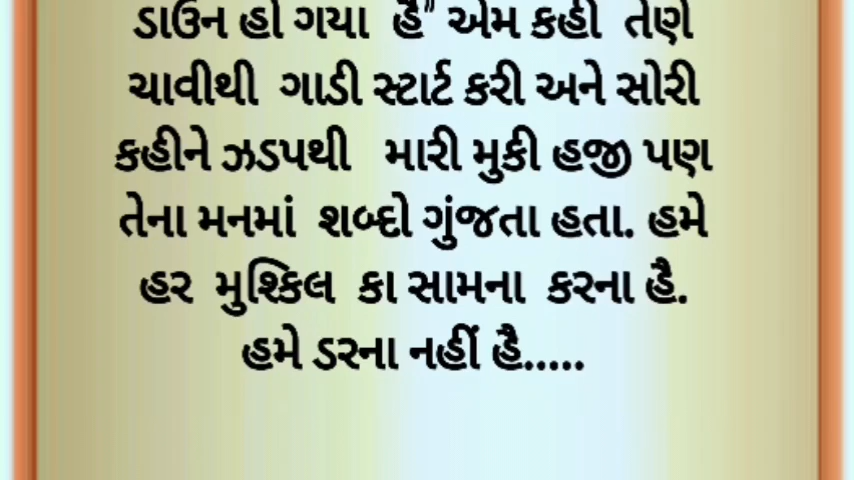 ડાઉન હો ગયા હૈ" એમ કહી તેણે
ચાવીથી ગાડી સ્ટાર્ટ કરી અને સોરી
કહીને ઝડપથી મારી મુકી હજી પણ
તેના મનમાં શબ્દો ગુંજતા હતા. હમે
હર મુશ્કિલ કા સામના કરના હૈ.
હમે ડરના નહીં હૈ.....